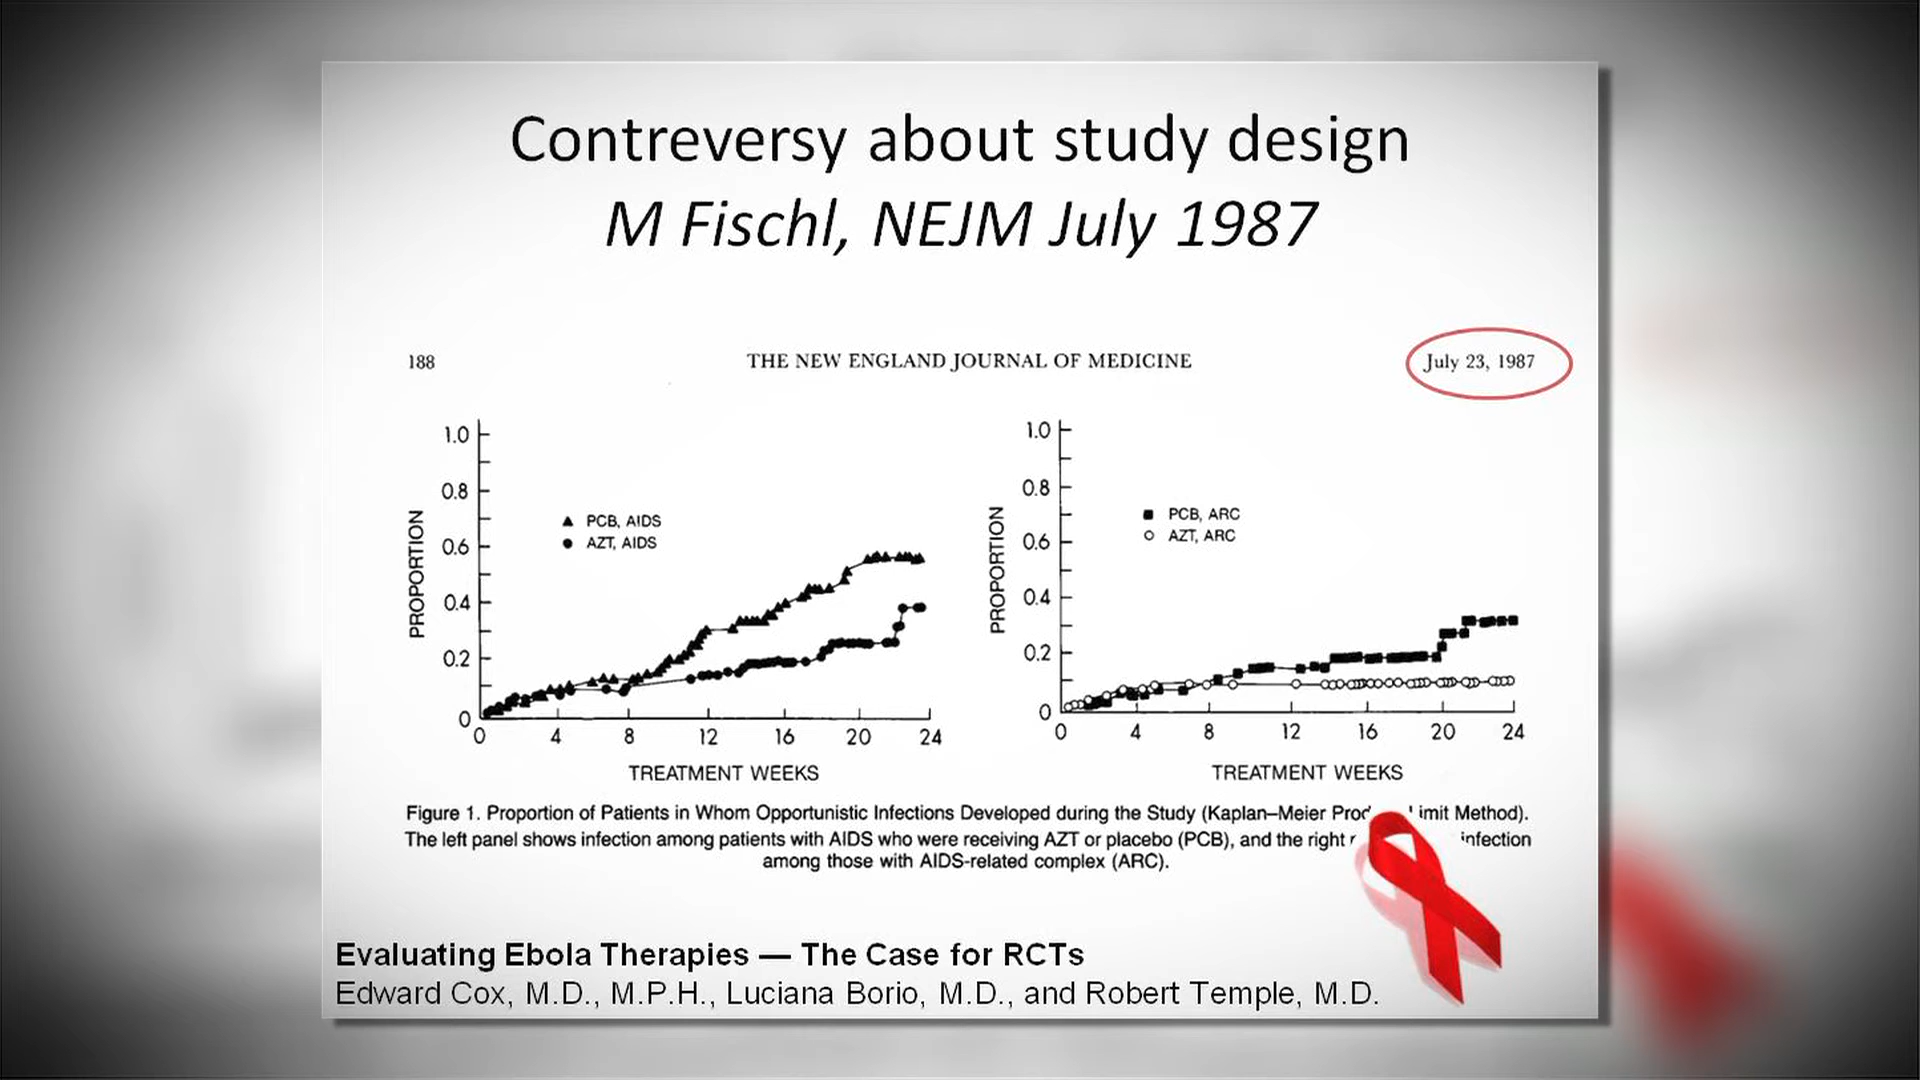 Contreversy about study design
M Fischl, NEJM July 1987
188 THE NEW ENGLAND JOURNAL OF MEDICINE July 23, 1987
1.0
0.8
0.6
0.4
0.2
0
PROPORTION
PCB, AIDS
AZT, AIDS
0 4 8 12 16 20 24
TREATMENT WEEKS
1.0
0.8
0.6
0.4
0.2
0
PROPORTION
PCB, ARC
AZT, ARC
0 4 8 12 16 20 24
TREATMENT WEEKS
Figure 1. Proportion of Patients in Whom Opportunistic Infections Developed during the Study (Kaplan–Meier Method).
The left panel shows infection among patients with AIDS who were receiving AZT or placebo (PCB), and the right infection
among those with AIDS-related complex (ARC).
Evaluating Ebola Therapies — The Case for RCTs
Edward Cox, M.D., M.P.H., Luciana Borio, M.D., and Robert Temple, M.D.